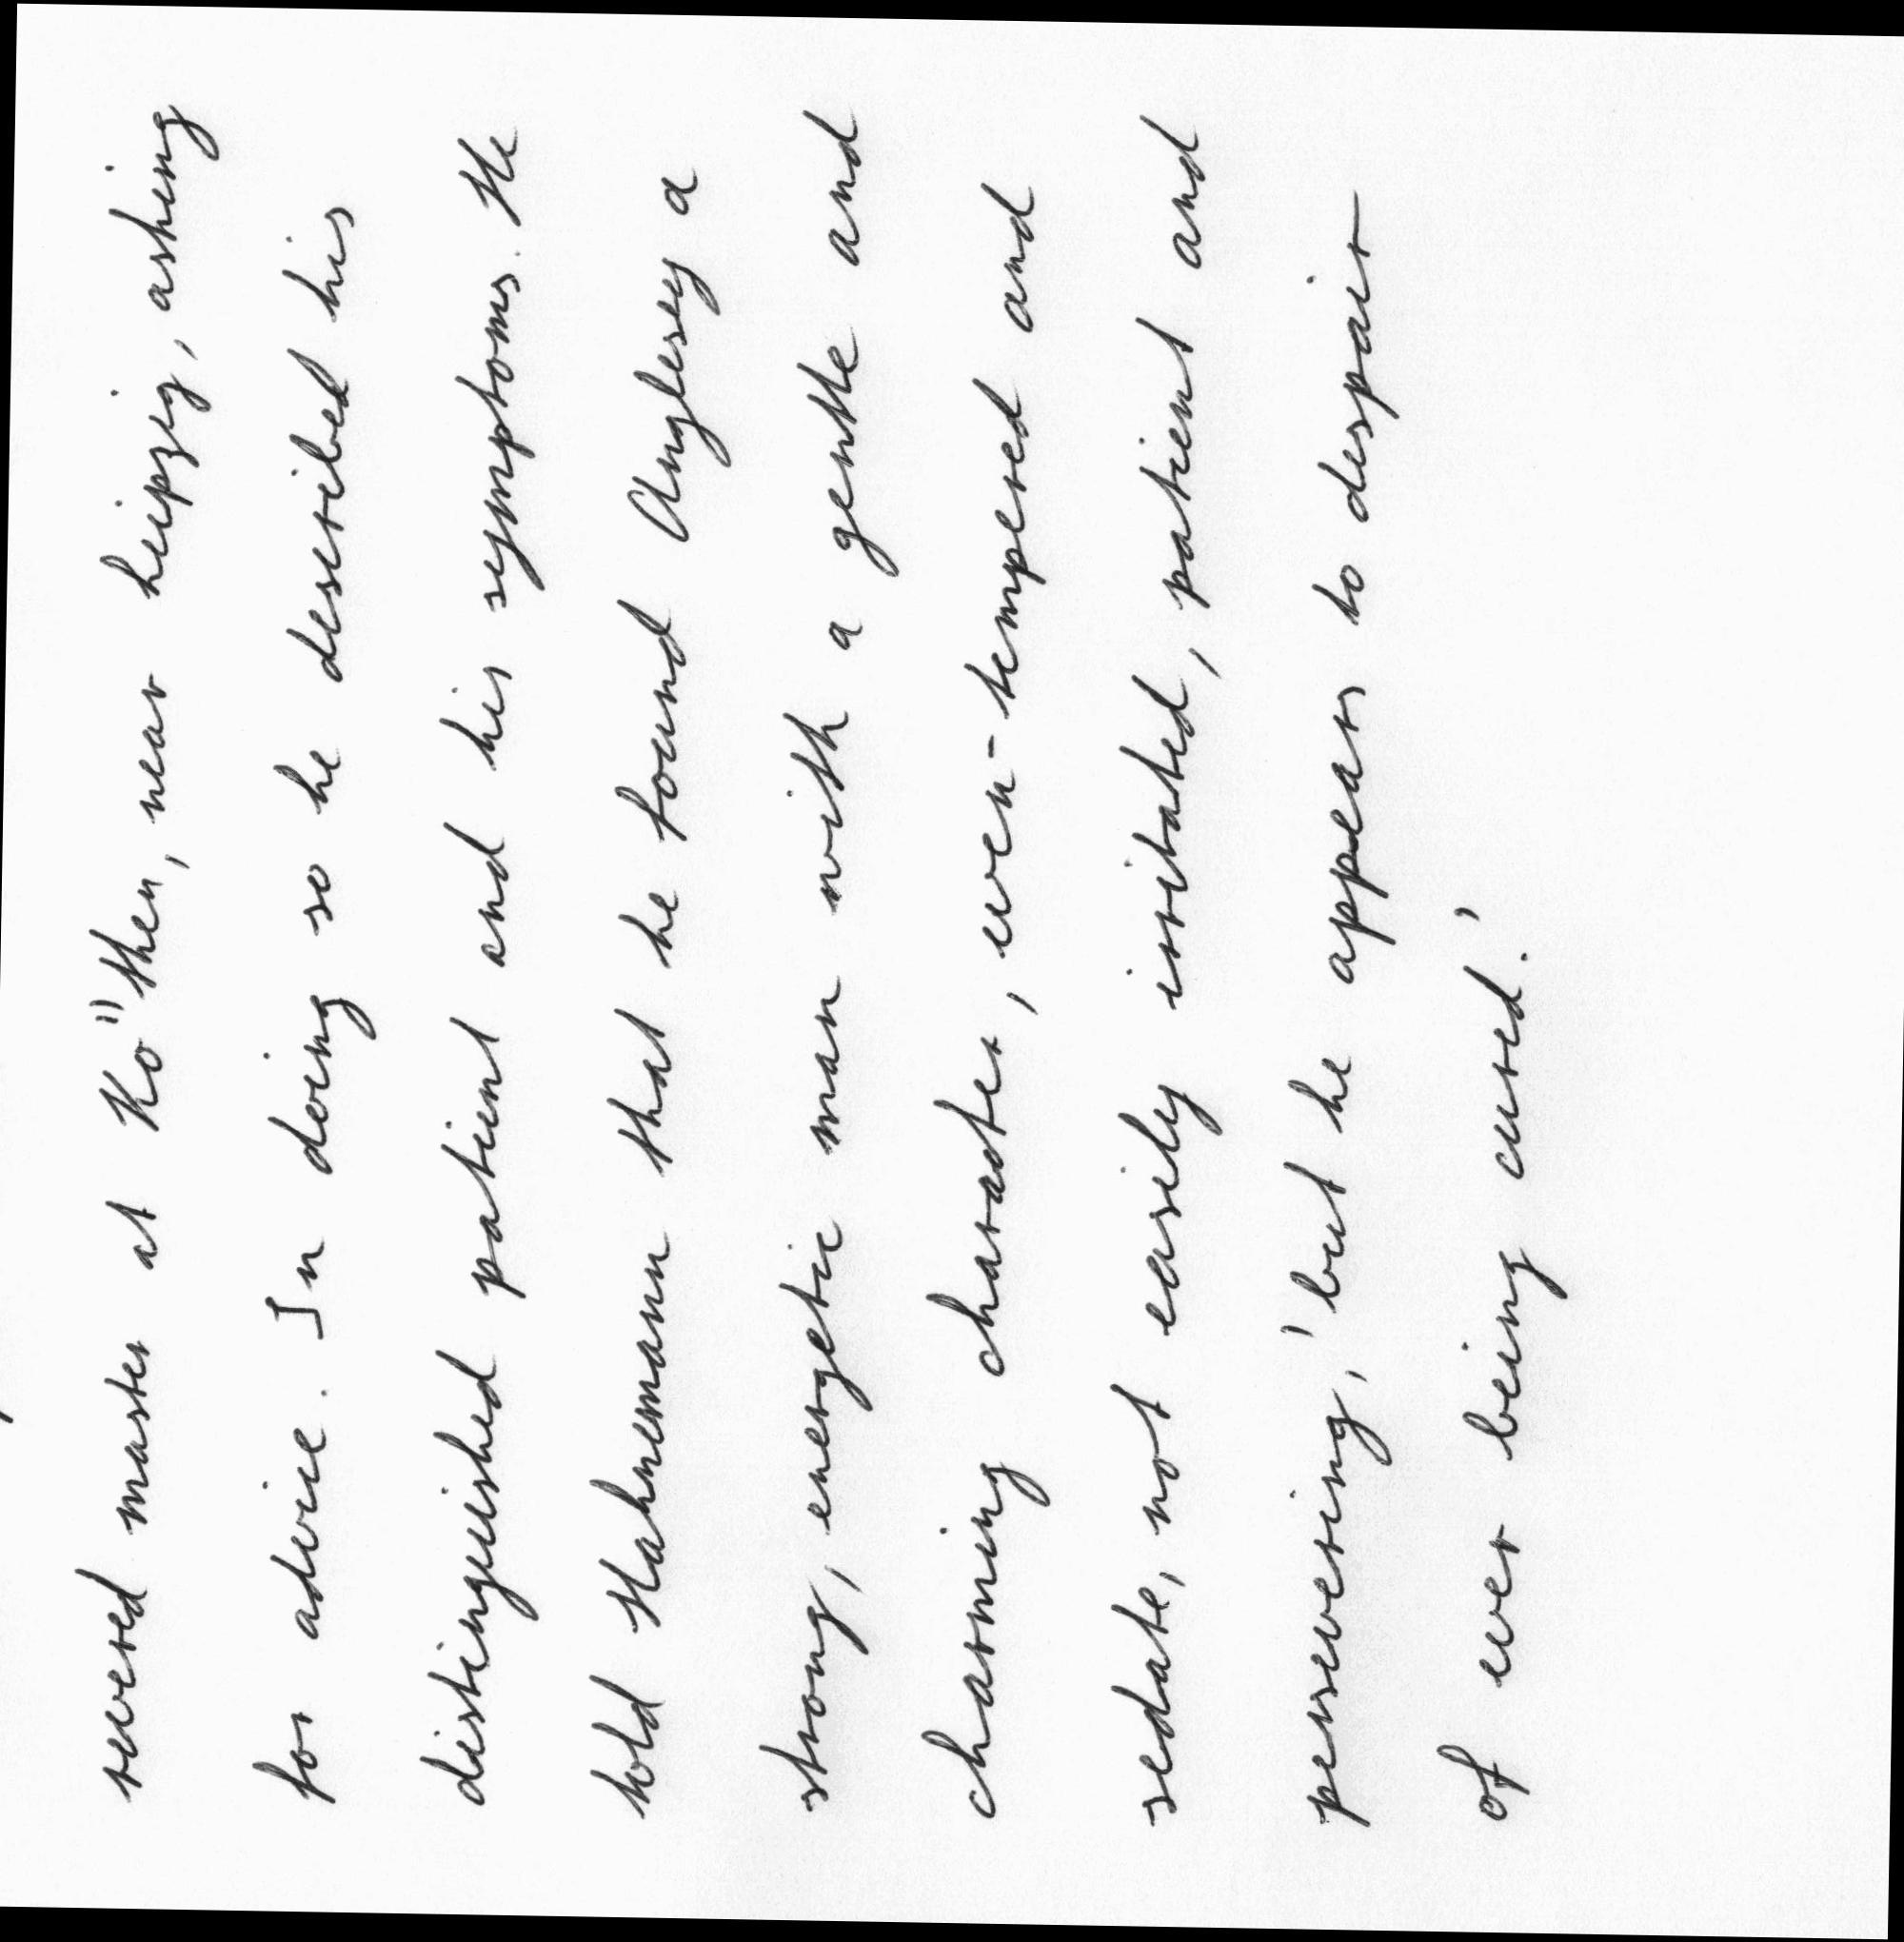 revered master at Ko"then, near Leipzig, asking
for advice. In doing so he described his
distinguished patient and his symptoms. He
told Hahnemann that he found Anglesey a
strong, energetic man with a gentle and
charming character, even-tempered and
sedate, not easily irritated, patient and
persevering, 'but he appears to despair
of ever being cured.'